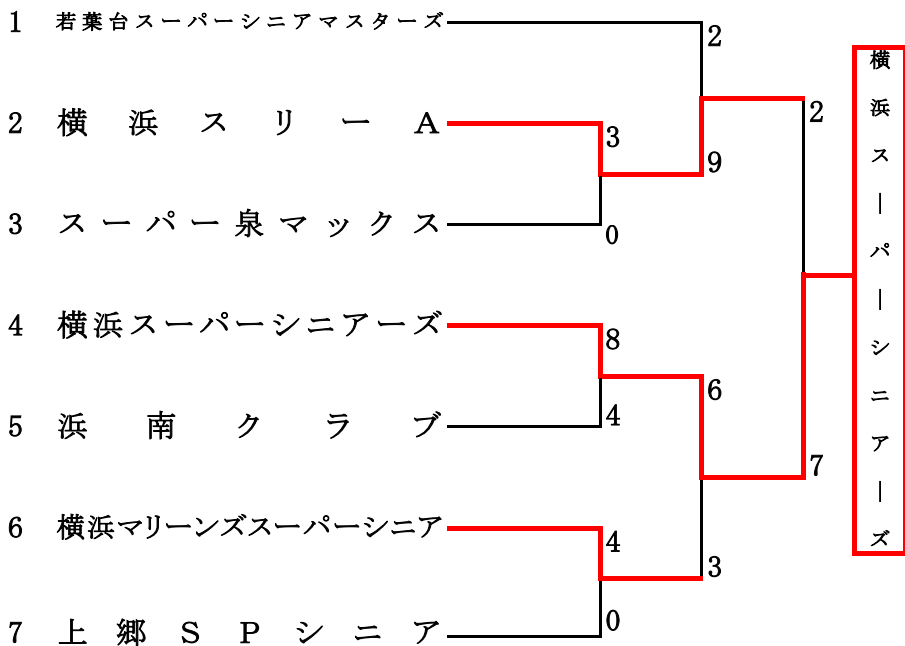 1 若葉台スーパーシニアマスターズ
2
2 横浜スリーA
3
9
2
3 スーパー泉マックス
0
4 横浜スーパーシニアーズ
8
6
5 浜南クラブ
4
7
6 横浜マリーンズスーパーシニア
4
3
7 上郷SPシニア
0
横浜スーパーシニアーズ